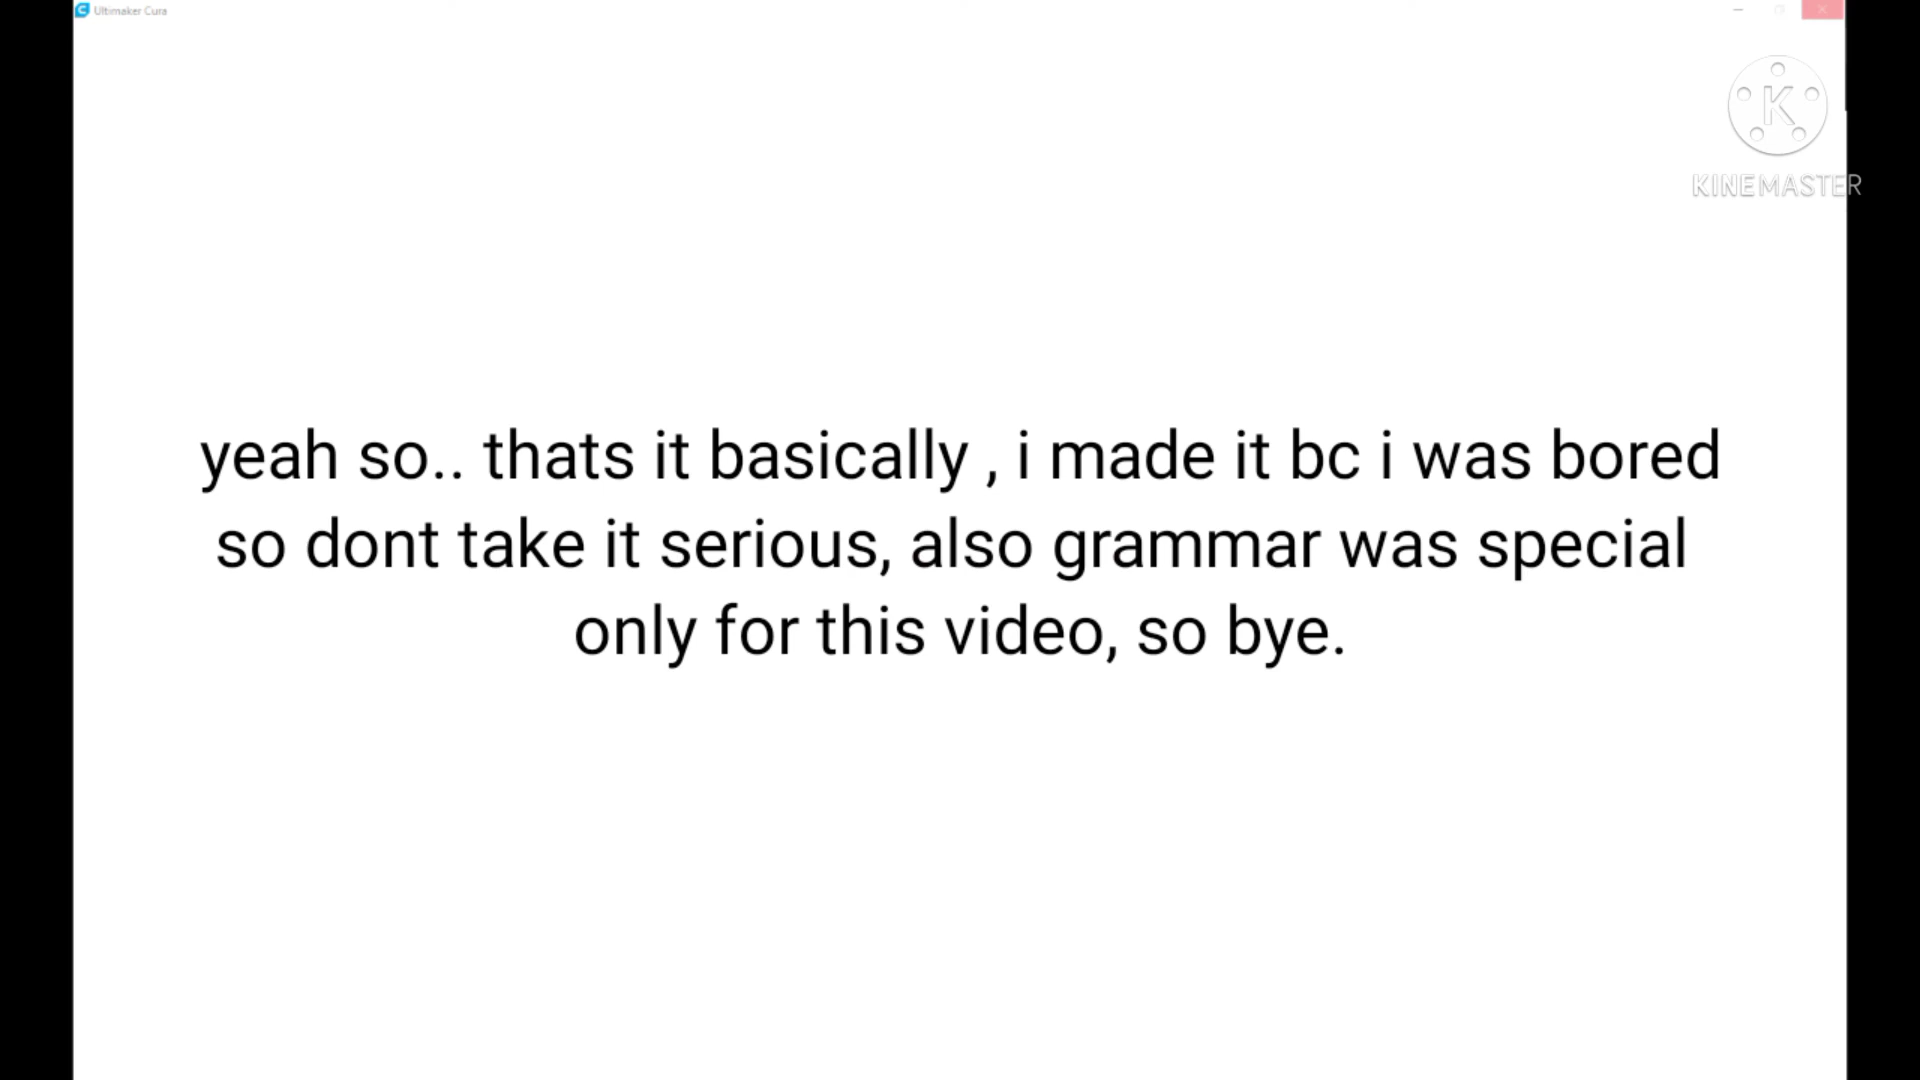 Ultimaker Cura
KINEMASTER
yeah so.. thats it basically , i made it bc i was bored
so dont take it serious, also grammar was special
only for this video, so bye.